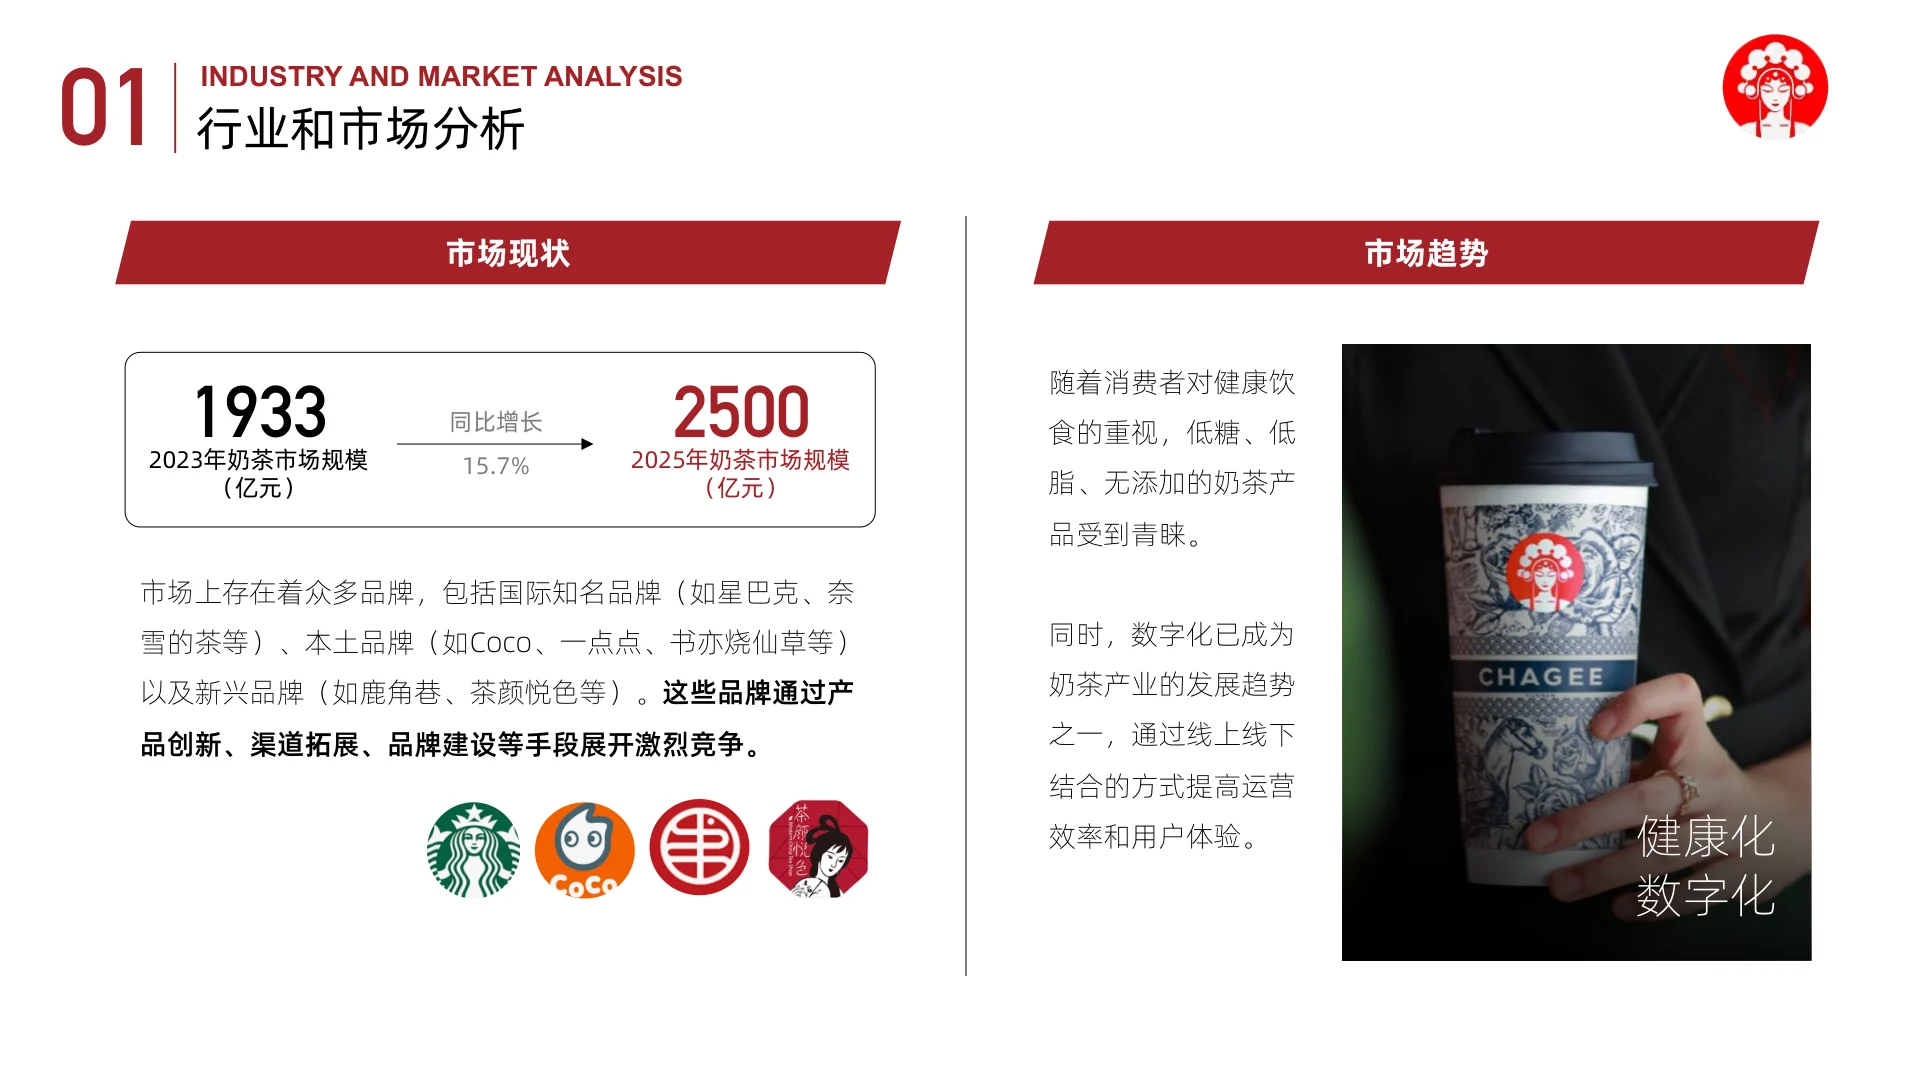 01
INDUSTRY AND MARKET ANALYSIS
行业和市场分析
市场现状
1933
2023年奶茶市场规模
（亿元）
同比增长
15.7%
2500
2025年奶茶市场规模
（亿元）
市场上存在着众多品牌，包括国际知名品牌（如星巴克、奈
雪的茶等）、本土品牌（如Coco、一点点、书亦烧仙草等）
以及新兴品牌（如鹿角巷、茶颜悦色等）。这些品牌通过产
品创新、渠道拓展、品牌建设等手段展开激烈竞争。
CoCo
茶颜悦色
Modern China Tea Shop
市场趋势
随着消费者对健康饮
食的重视，低糖、低
脂、无添加的奶茶产
品受到青睐。
同时，数字化已成为
奶茶产业的发展趋势
之一，通过线上线下
结合的方式提高运营
效率和用户体验。
CHAGEE
健康化
数字化